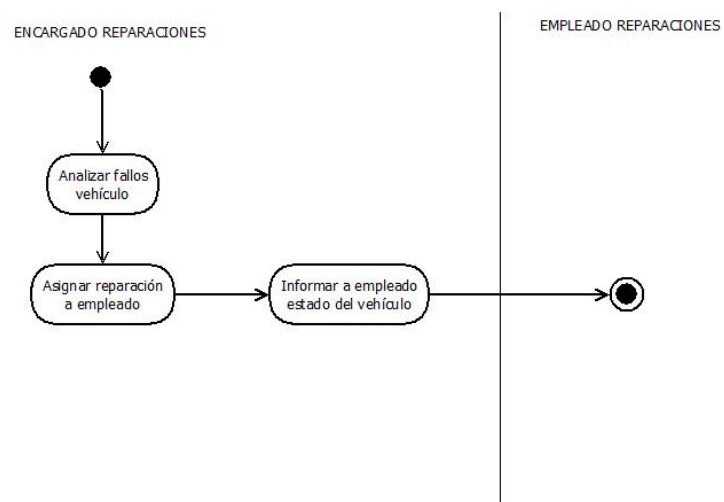 ENCARGADO REPARACIONES
EMPLEADO REPARACIONES
Analizar fallos
vehículo
Asignar reparación
a empleado
Informar a empleado
estado del vehículo